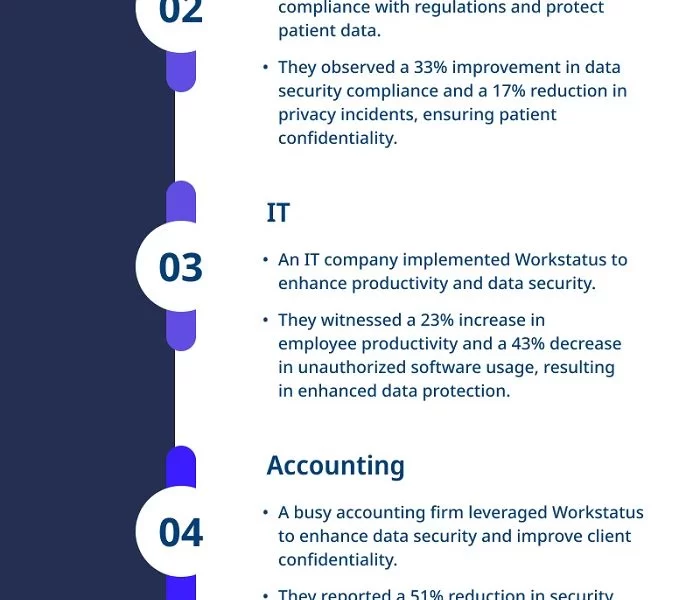 02
compliance with regulations and protect
patient data.
• They observed a 33% improvement in data
security compliance and a 17% reduction in
privacy incidents, ensuring patient
confidentiality.
IT
03
• An IT company implemented Workstatus to
enhance productivity and data security.
• They witnessed a 23% increase in
employee productivity and a 43% decrease
in unauthorized software usage, resulting
in enhanced data protection.
Accounting
04
• A busy accounting firm leveraged Workstatus
to enhance data security and improve client
confidentiality.
• They reported a 51% reduction in security